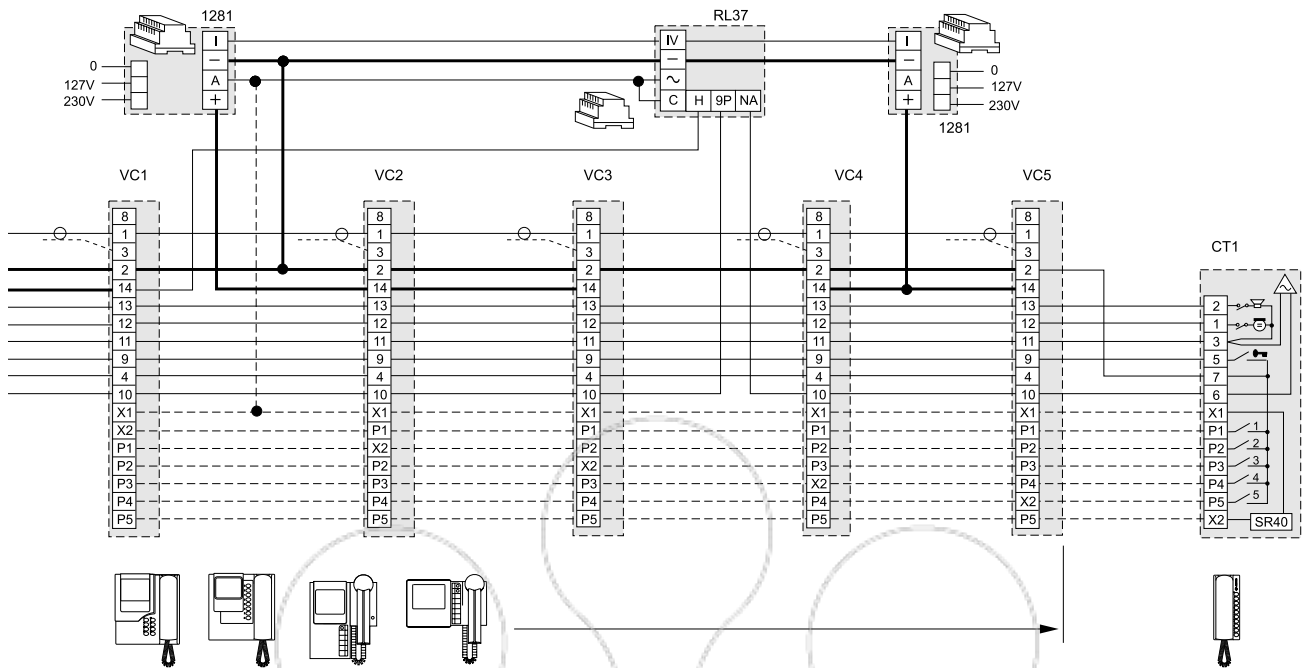 1281
RL37
0
127V
230V
I
−
A
+
IV
−
~
C H 9P NA
I
−
A
+
0
127V
230V
1281
VC1
8
1
3
2
14
13
12
11
9
4
10
X1
X2
P1
P2
P3
P4
P5
VC2
8
1
3
2
14
13
12
11
9
4
10
X1
P1
X2
P2
P3
P4
P5
VC3
8
1
3
2
14
13
12
11
9
4
10
X1
P1
P2
X2
P3
P4
P5
VC4
8
1
3
2
14
13
12
11
9
4
10
X1
P1
P2
P3
X2
P4
P5
VC5
8
1
3
2
14
13
12
11
9
4
10
X1
P1
P2
P3
P4
X2
P5
CT1
2
1
3
5
7
6
X1
P1 1
P2 2
P3 3
P4 4
P5 5
X2 SR40